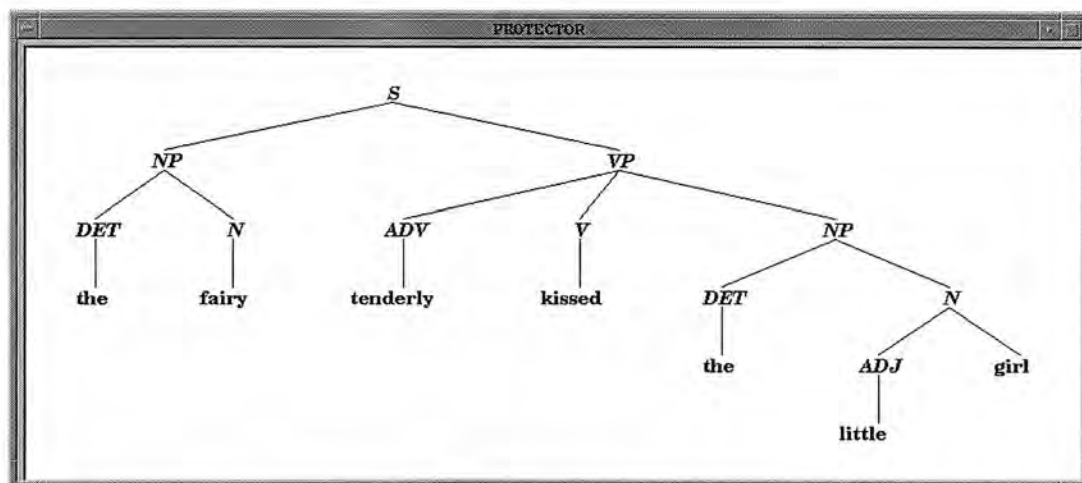 PROTECTOR
S
NP VP
DET N ADV V NP
the fairy tenderly kissed DET N
the ADJ girl
little